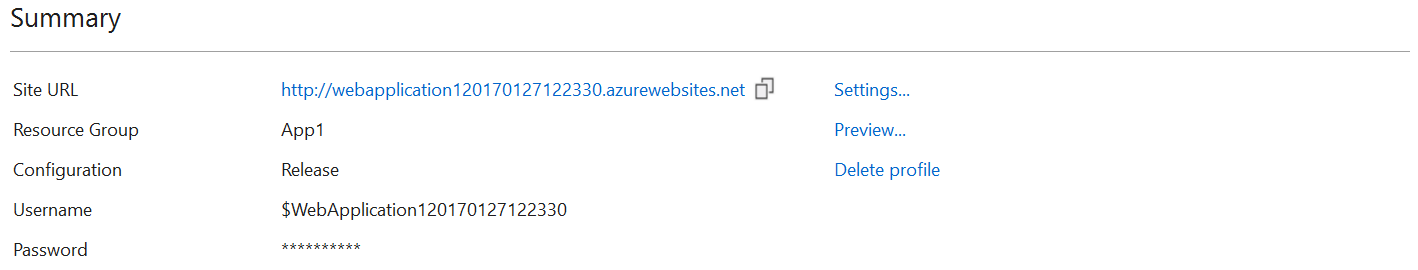 Summary
Site URL http://webapplication120170127122330.azurewebsites.net Settings...
Resource Group App1 Preview...
Configuration Release Delete profile
Username $WebApplication120170127122330
Password **********